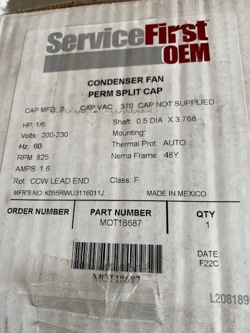 ServiceFirst
OEM
CONDENSER FAN
PERM SPLIT CAP
CAP MFD. 5 CAP VAC. 370 CAP NOT SUPPLIED
HP: 1/6 Shaft: 0.5 DIA X 3.768
Volts: 200-230 Mounting:
Hz: 60 Thermal Prot: AUTO
RPM: 825 Nema Frame: 48Y
AMPS: 1.6
Rot: CCW LEAD END Class: F
MFR'S NO: K055RWU3116011J MADE IN MEXICO
ORDER NUMBER PART NUMBER QTY
MOT18687 1
DATE:
F22C
MOT18687
L208189